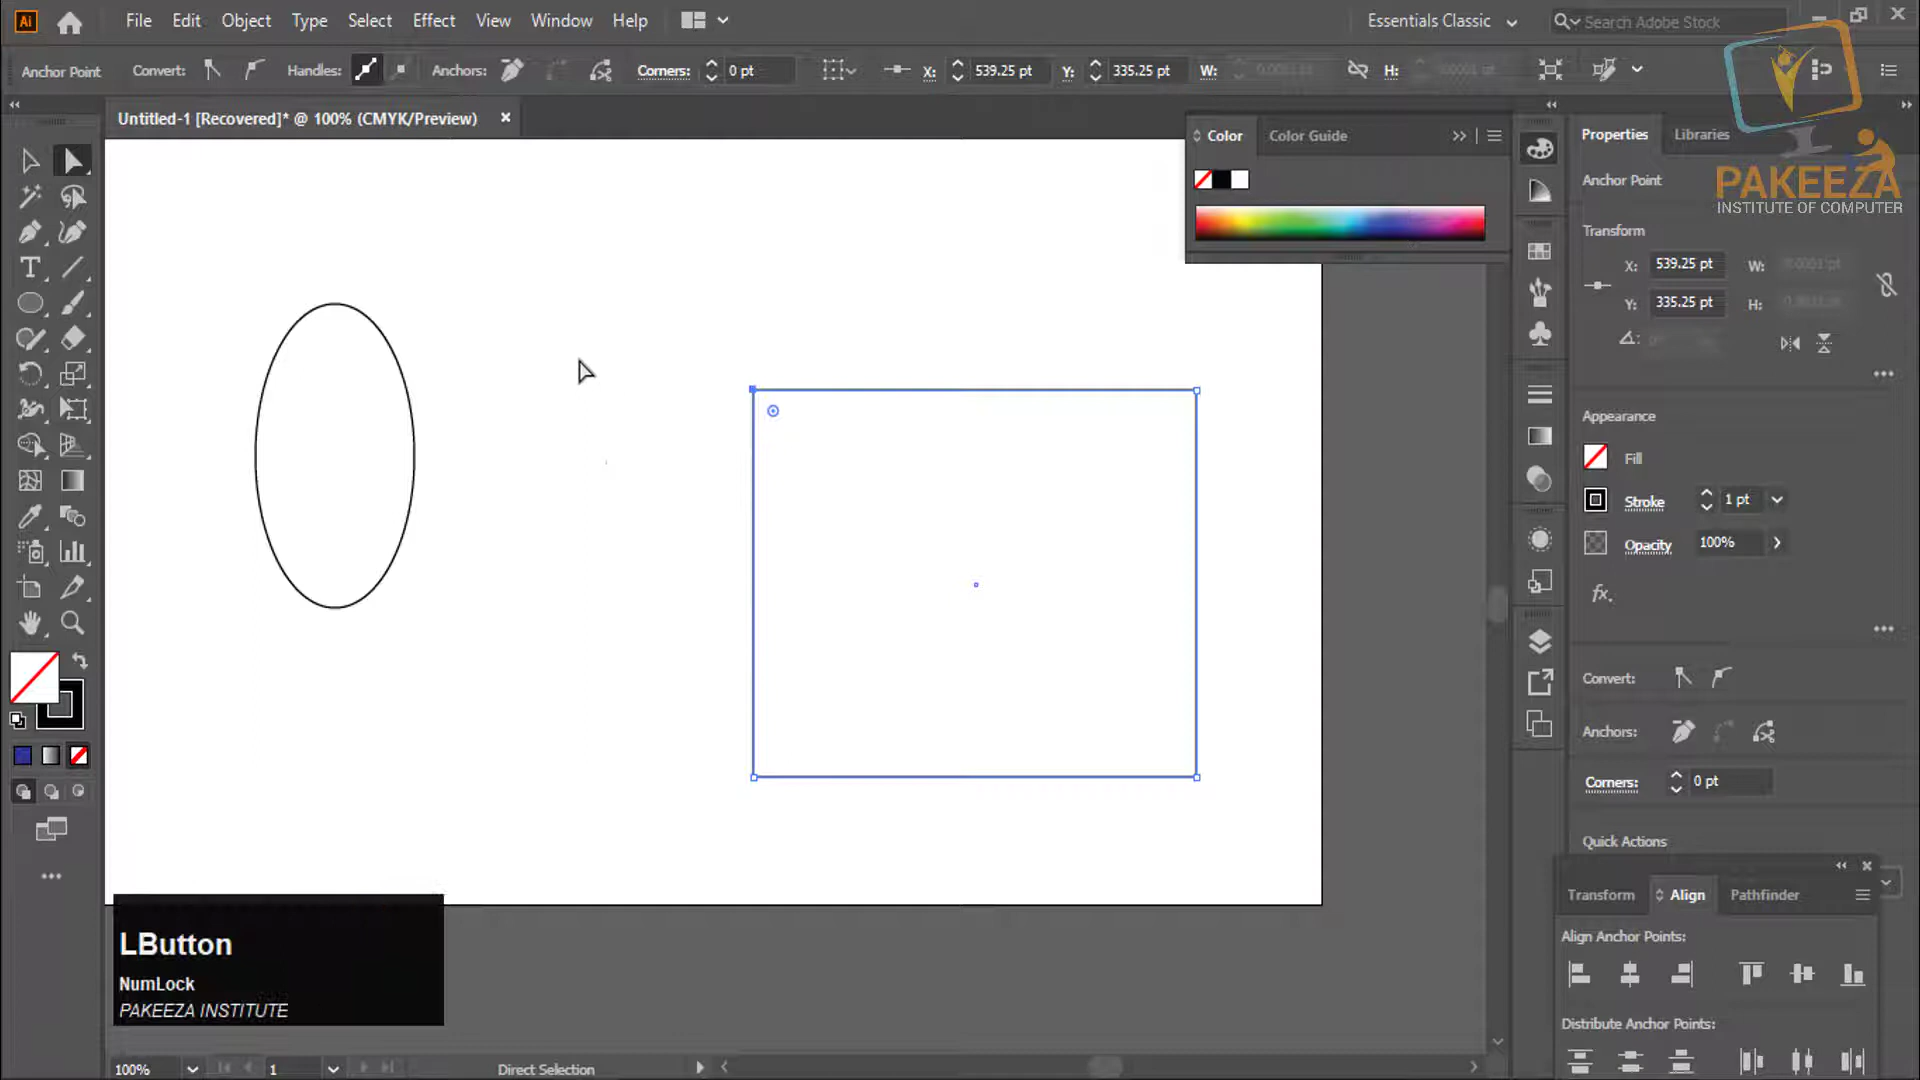 Ai File Edit Object Type Select Effect View Window Help Essentials Classic Search Adobe Stock
Anchor Point Convert: Handles: Anchors: Corners: 0 pt X: 539.25 pt Y: 335.25 pt W: H:
Untitled-1 [Recovered]* @ 100% (CMYK/Preview)
Color Color Guide
Properties Libraries
PAKEEZA
INSTITUTE OF COMPUTER
Anchor Point
Transform
X: 539.25 pt W:
Y: 335.25 pt H:
Appearance
Fill
Stroke 1 pt
Opacity 100%
fx.
Convert:
Anchors:
Corners: 0 pt
Quick Actions
Transform Align Pathfinder
Align Anchor Points:
Distribute Anchor Points:
LButton
NumLock
PAKEEZA INSTITUTE
100% 1 Direct Selection